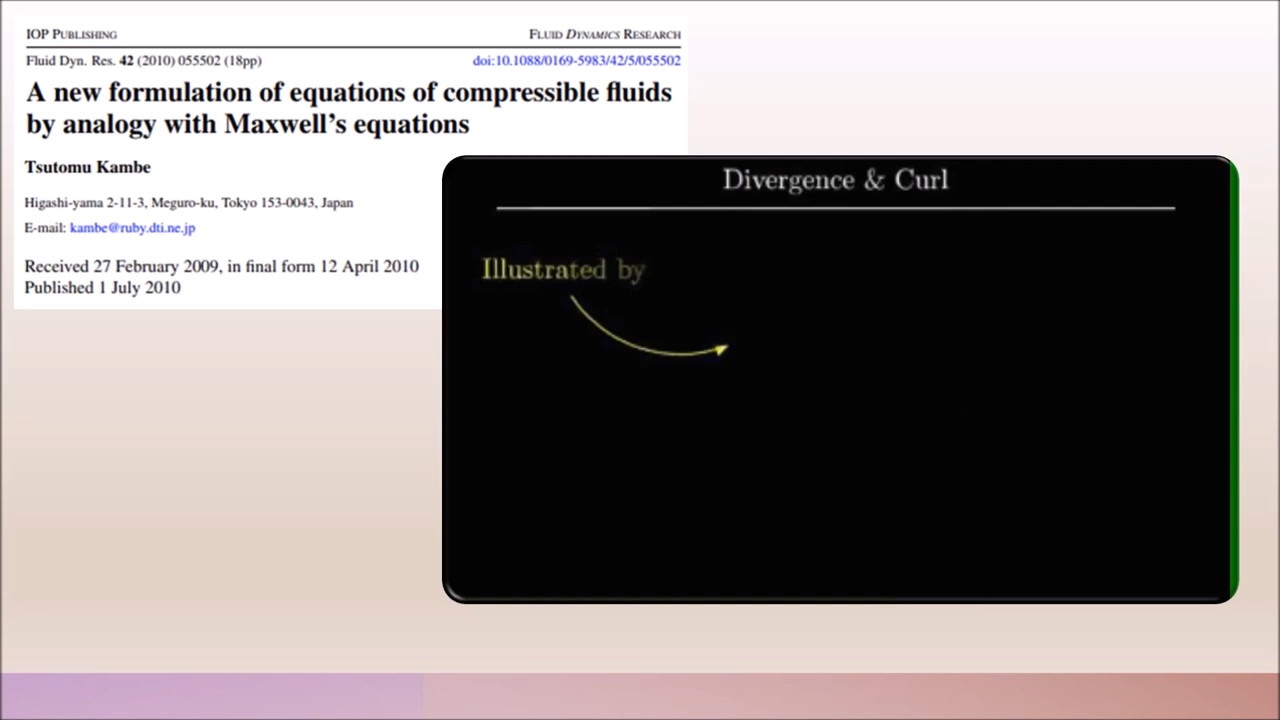 IOP Publishing
Fluid Dynamics Research
Fluid Dyn. Res. 42 (2010) 055502 (18pp)
doi:10.1088/0169-5983/42/5/055502
A new formulation of equations of compressible fluids
by analogy with Maxwell's equations
Tsutomu Kambe
Higashi-yama 2-11-3, Meguro-ku, Tokyo 153-0043, Japan
E-mail: kambe@ruby.dti.ne.jp
Received 27 February 2009, in final form 12 April 2010
Published 1 July 2010
Divergence & Curl
Illustrated by